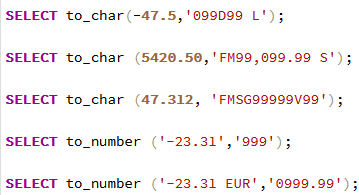 SELECT to_char(-47.5,'099D99 L');
SELECT to_char (5420.50,'FM99,099.99 S');
SELECT to_char (47.312, 'FMSG99999V99');
SELECT to_number ('-23.31','999');
SELECT to_number ('-23.31 EUR','0999.99');